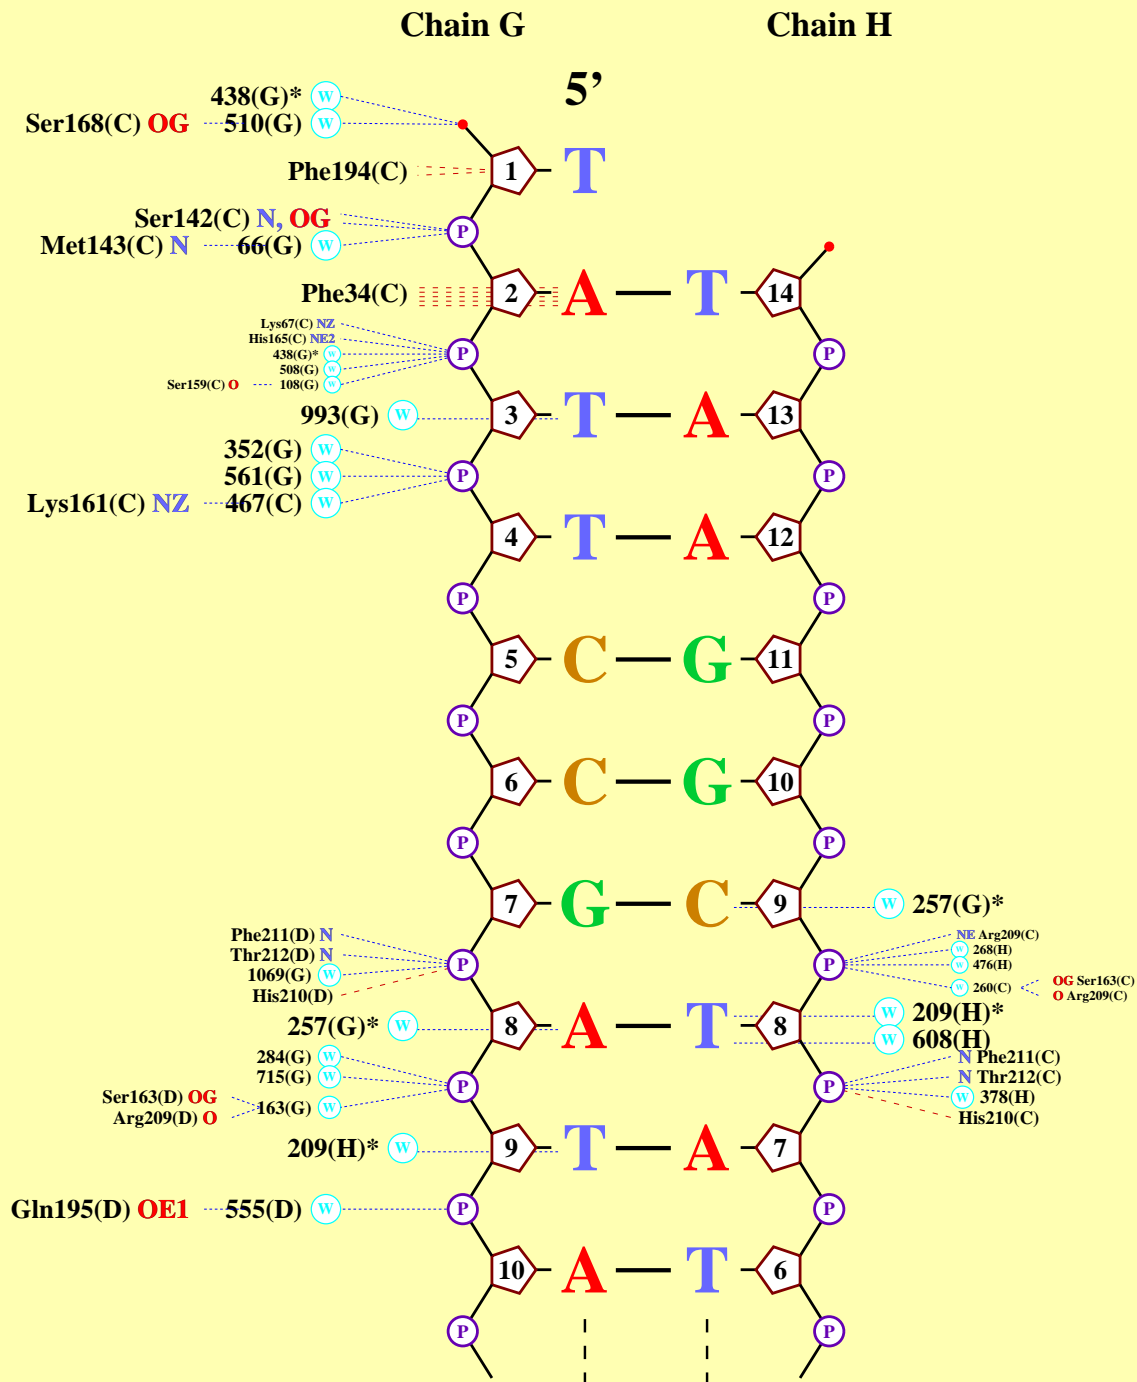 Chain G Chain H
5’
438(G)* W
Ser168(C) OG 510(G) W
Phe194(C) 1 T
Ser142(C) N, OG
P
Met143(C) N 66(G) W
Phe34(C) 2 A T 14
Lys67(C) NZ
His165(C) NE2
438(G)* W P P
508(G) W
Ser159(C) O 108(G) W
993(G) W 3 T A 13
352(G) W
561(G) W P P
Lys161(C) NZ 467(C) W
4 T A 12
P P
5 C G 11
P P
6 C G 10
P P
7 G C 9 W 257(G)*
Phe211(D) N NE Arg209(C)
Thr212(D) N W 268(H)
P P W 476(H)
1069(G) W
W 260(C) OG Ser163(C)
His210(D) O Arg209(C)
257(G)* W 8 A T 8 W 209(H)*
W 608(H)
284(G) W N Phe211(C)
715(G) W P P N Thr212(C)
Ser163(D) OG W 378(H)
163(G) W
Arg209(D) O His210(C)
209(H)* W 9 T A 7
Gln195(D) OE1 555(D) W P P
10 A T 6
P P